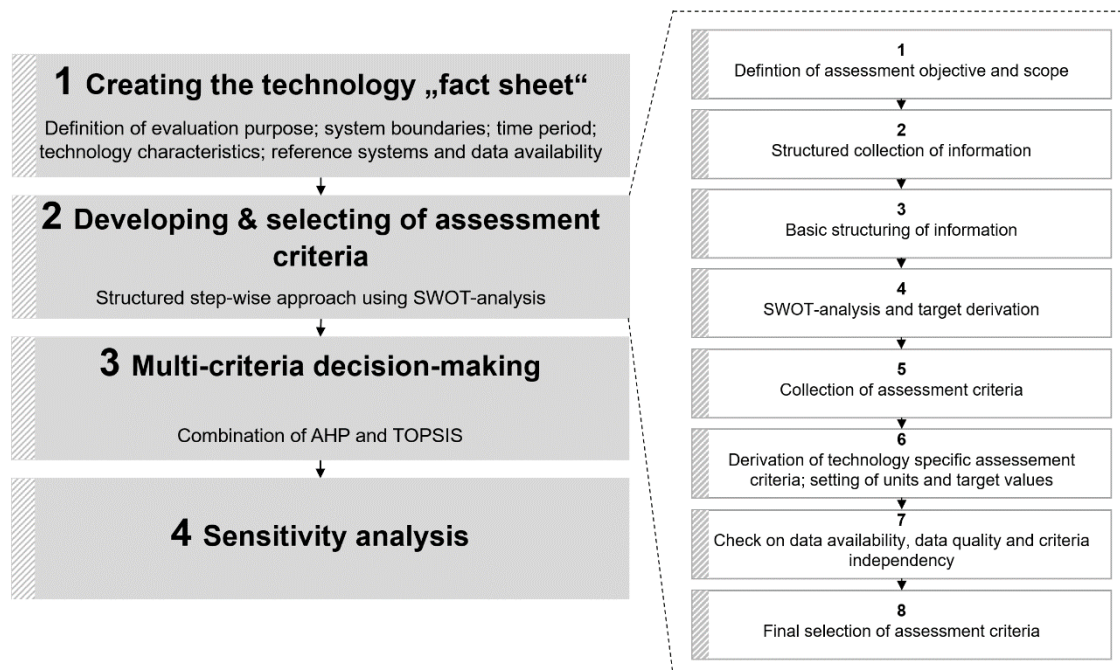 1 Creating the technology „fact sheet“
Definition of evaluation purpose; system boundaries; time period;
technology characteristics; reference systems and data availability
2 Developing & selecting of assessment
criteria
Structured step-wise approach using SWOT-analysis
3 Multi-criteria decision-making
Combination of AHP and TOPSIS
4 Sensitivity analysis
1
Defintion of assessment objective and scope
2
Structured collection of information
3
Basic structuring of information
4
SWOT-analysis and target derivation
5
Collection of assessment criteria
6
Derivation of technology specific assessement
criteria; setting of units and target values
7
Check on data availability, data quality and criteria
independency
8
Final selection of assessment criteria